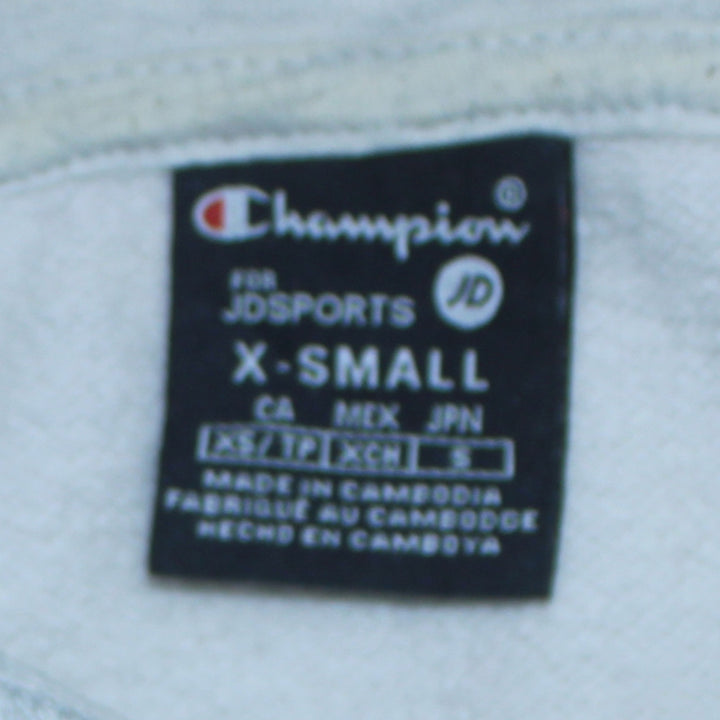 Champion®
FOR
JDSPORTS JD
X-SMALL
CA MEX JPN
XS/TP XCH S
MADE IN CAMBODIA
FABRIQUÉ AU CAMBODGE
HECHO EN CAMBOYA